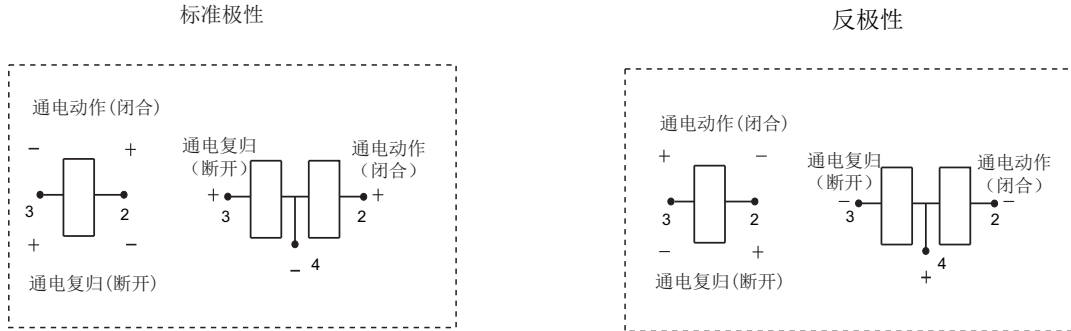 标准极性
通电动作(闭合)
− +
3 2
+ −
通电复归(断开)
通电复归
（断开）
通电动作
（闭合）
+ +
3 2
− 4
反极性
通电动作(闭合)
+ −
3 2
− +
通电复归(断开)
通电复归
（断开）
通电动作
（闭合）
− −
3 2
4
+